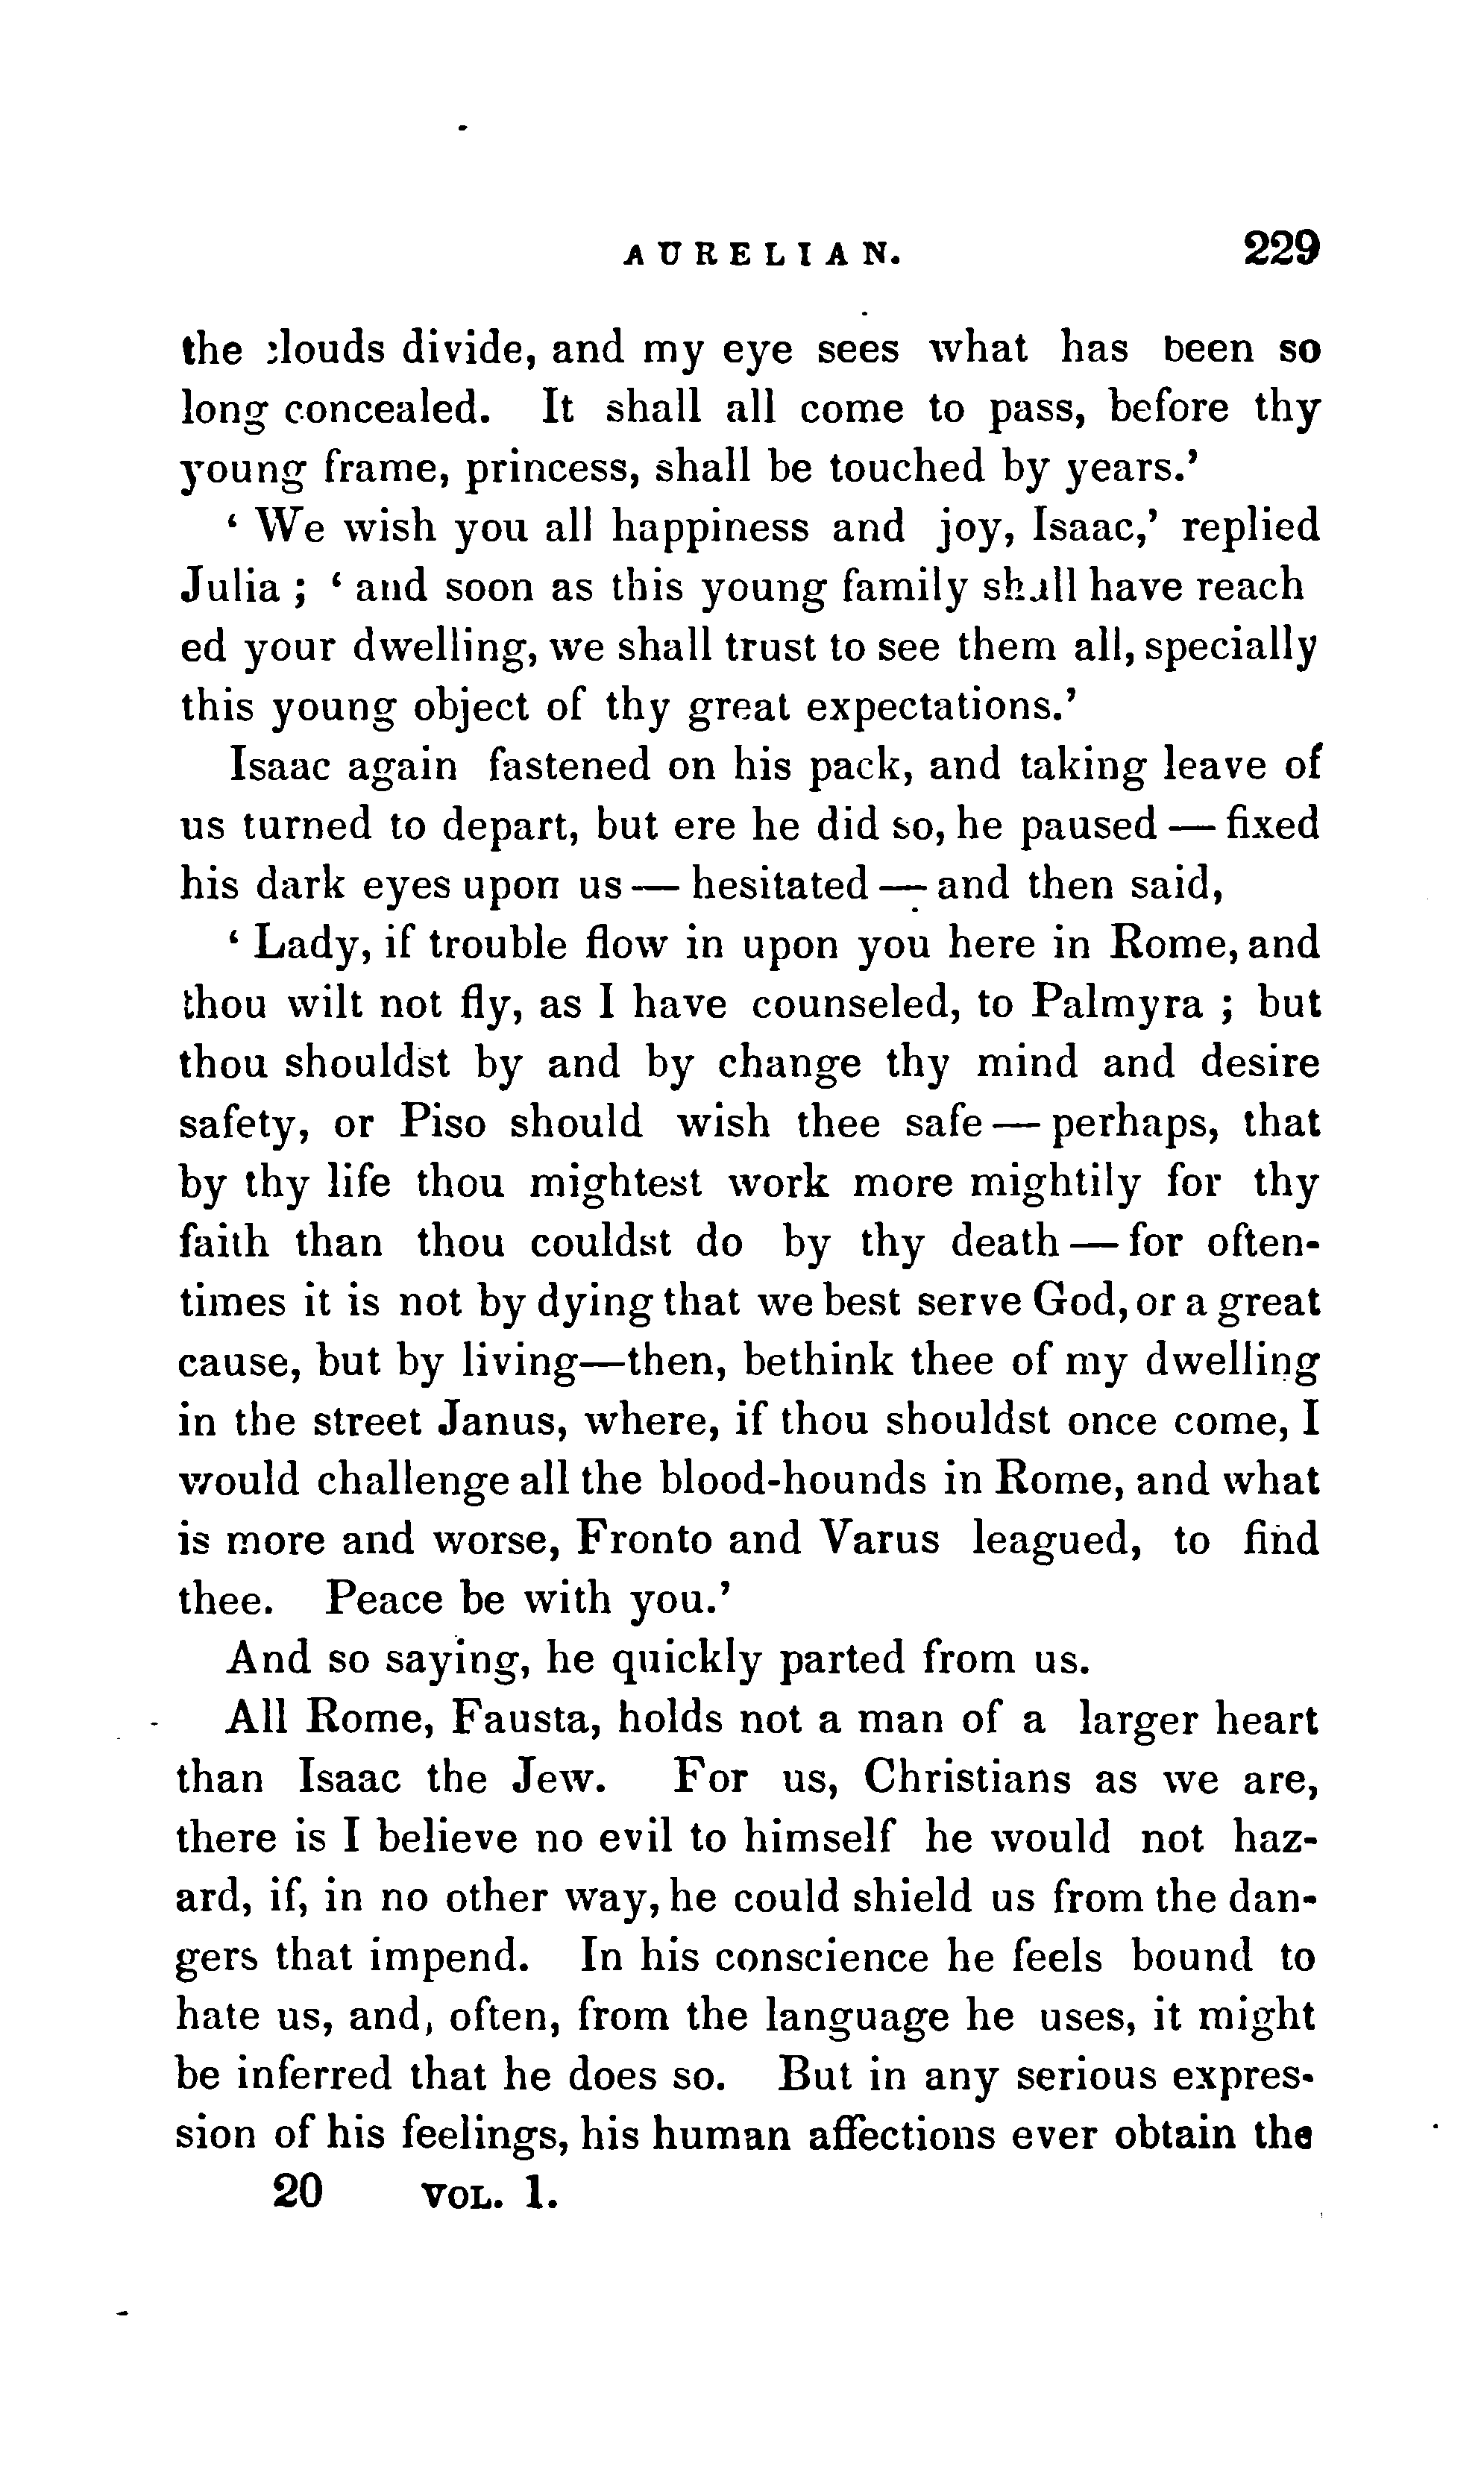 AURELIAN. 229
the clouds divide, and my eye sees what has been so
long concealed. It shall all come to pass, before thy
young frame, princess, shall be touched by years.'
' We wish you all happiness and joy, Isaac,' replied
Julia ; ' and soon as this young family shall have reach
ed your dwelling, we shall trust to see them all, specially
this young object of thy great expectations.'
Isaac again fastened on his pack, and taking leave of
us turned to depart, but ere he did so, he paused — fixed
his dark eyes upon us — hesitated — and then said,
' Lady, if trouble flow in upon you here in Rome, and
thou wilt not fly, as I have counseled, to Palmyra ; but
thou shouldst by and by change thy mind and desire
safety, or Piso should wish thee safe — perhaps, that
by thy life thou mightest work more mightily for thy
faith than thou couldst do by thy death — for often-
times it is not by dying that we best serve God, or a great
cause, but by living—then, bethink thee of my dwelling
in the street Janus, where, if thou shouldst once come, I
would challenge all the blood-hounds in Rome, and what
is more and worse, Fronto and Varus leagued, to find
thee. Peace be with you.'
And so saying, he quickly parted from us.
All Rome, Fausta, holds not a man of a larger heart
than Isaac the Jew. For us, Christians as we are,
there is I believe no evil to himself he would not haz-
ard, if, in no other way, he could shield us from the dan-
gers that impend. In his conscience he feels bound to
hate us, and, often, from the language he uses, it might
be inferred that he does so. But in any serious expres-
sion of his feelings, his human affections ever obtain the
20 VOL. 1.